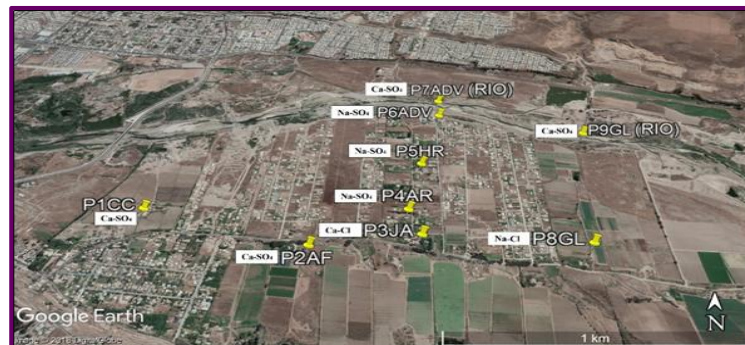 Ca-SO₄ P7ADV (RIO)
Na-SO₄ P6ADV
Ca-SO₄ P9GL (RIO)
Na-SO₄ P5HR
P1CC
Ca-SO₄
Na-SO₄ P4AR
Ca-Cl P3JA
Na-Cl P8GL
Ca-SO₄ P2AF
Google Earth
N
1 km